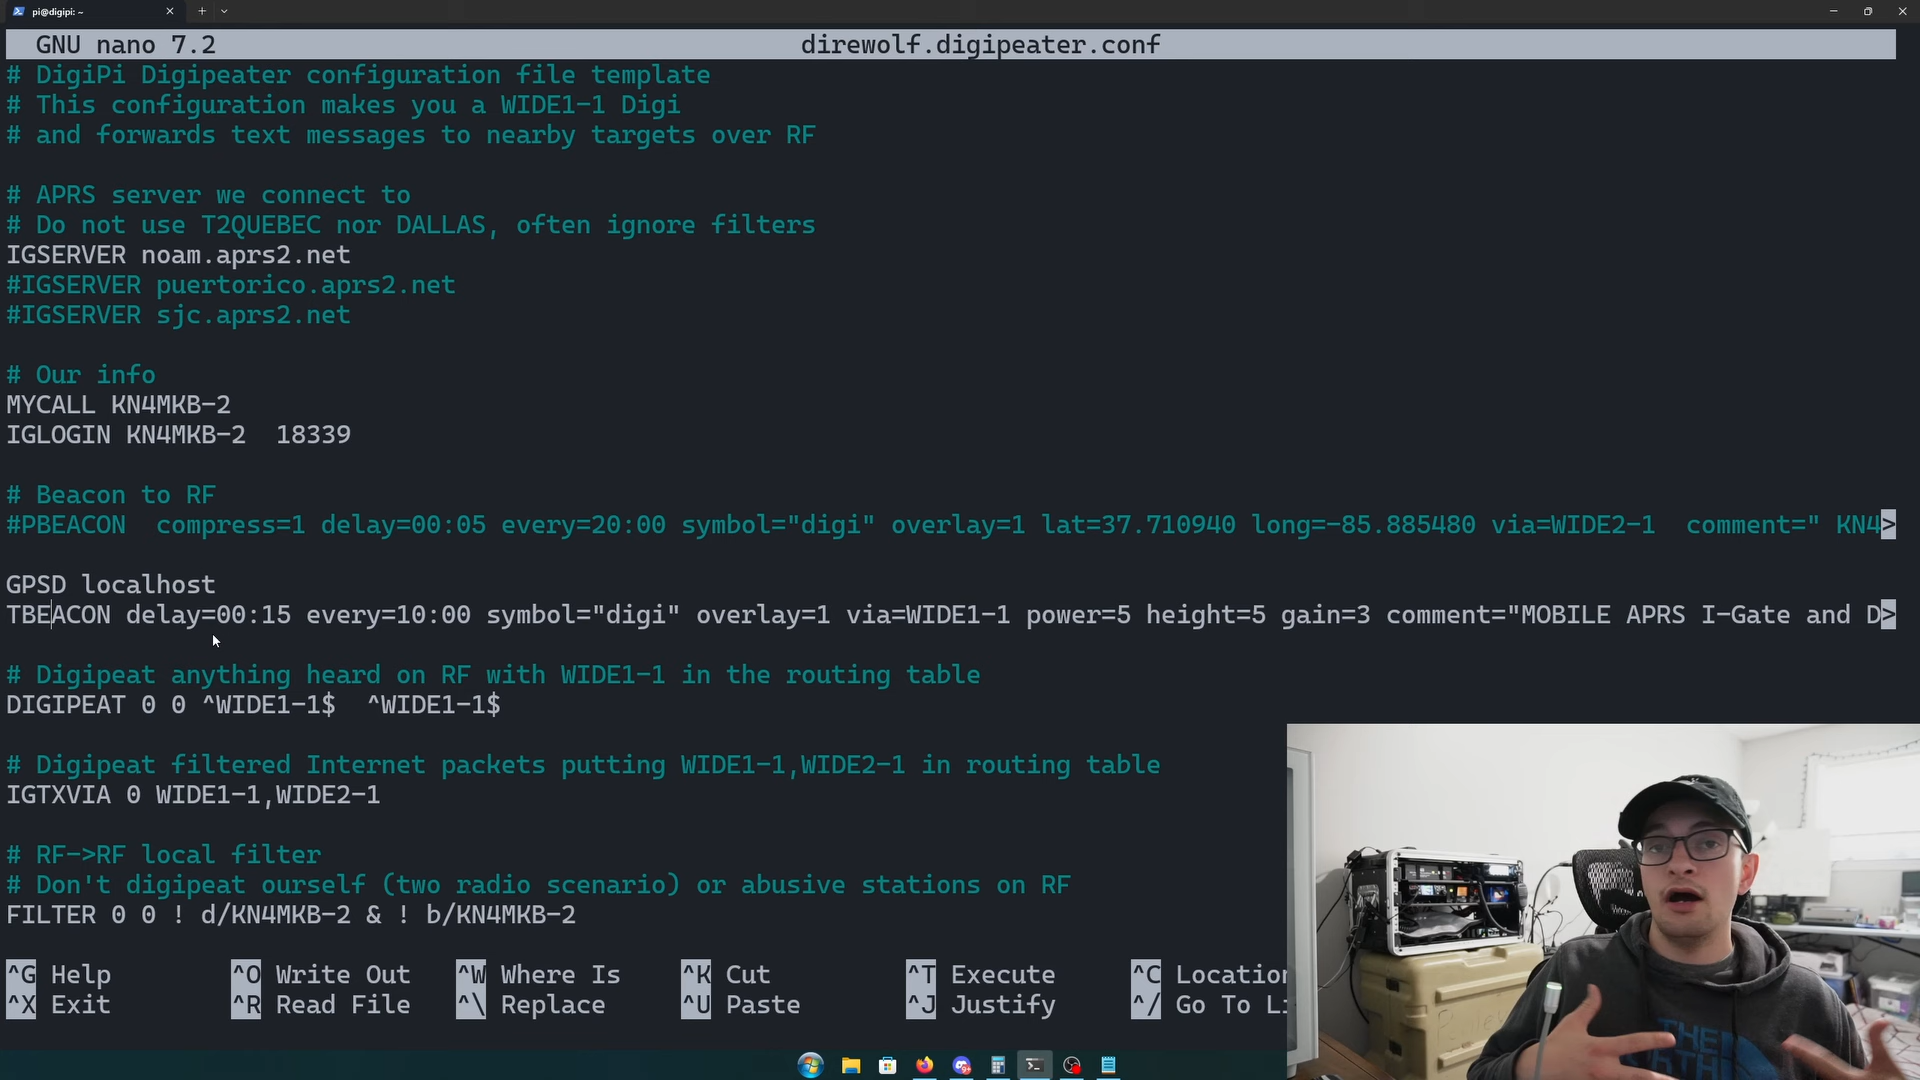 pi@digipi: ~
GNU nano 7.2    direwolf.digipeater.conf
# DigiPi Digipeater configuration file template
# This configuration makes you a WIDE1-1 Digi
# and forwards text messages to nearby targets over RF
# APRS server we connect to
# Do not use T2QUEBEC nor DALLAS, often ignore filters
IGSERVER noam.aprs2.net
#IGSERVER puertorico.aprs2.net
#IGSERVER sjc.aprs2.net
# Our info
MYCALL KN4MKB-2
IGLOGIN KN4MKB-2  18339
# Beacon to RF
#PBEACON  compress=1 delay=00:05 every=20:00 symbol="digi" overlay=1 lat=37.710940 long=-85.885480 via=WIDE2-1  comment=" KN4>
GPSD localhost
TBEACON delay=00:15 every=10:00 symbol="digi" overlay=1 via=WIDE1-1 power=5 height=5 gain=3 comment="MOBILE APRS I-Gate and D>
# Digipeat anything heard on RF with WIDE1-1 in the routing table
DIGIPEAT 0 0 ^WIDE1-1$  ^WIDE1-1$
# Digipeat filtered Internet packets putting WIDE1-1,WIDE2-1 in routing table
IGTXVIA 0 WIDE1-1,WIDE2-1
# RF->RF local filter
# Don't digipeat ourself (two radio scenario) or abusive stations on RF
FILTER 0 0 ! d/KN4MKB-2 & ! b/KN4MKB-2
^G Help    ^O Write Out    ^W Where Is    ^K Cut    ^T Execute    ^C Location
^X Exit    ^R Read File    ^\ Replace    ^U Paste    ^J Justify    ^/ Go To Li
THE